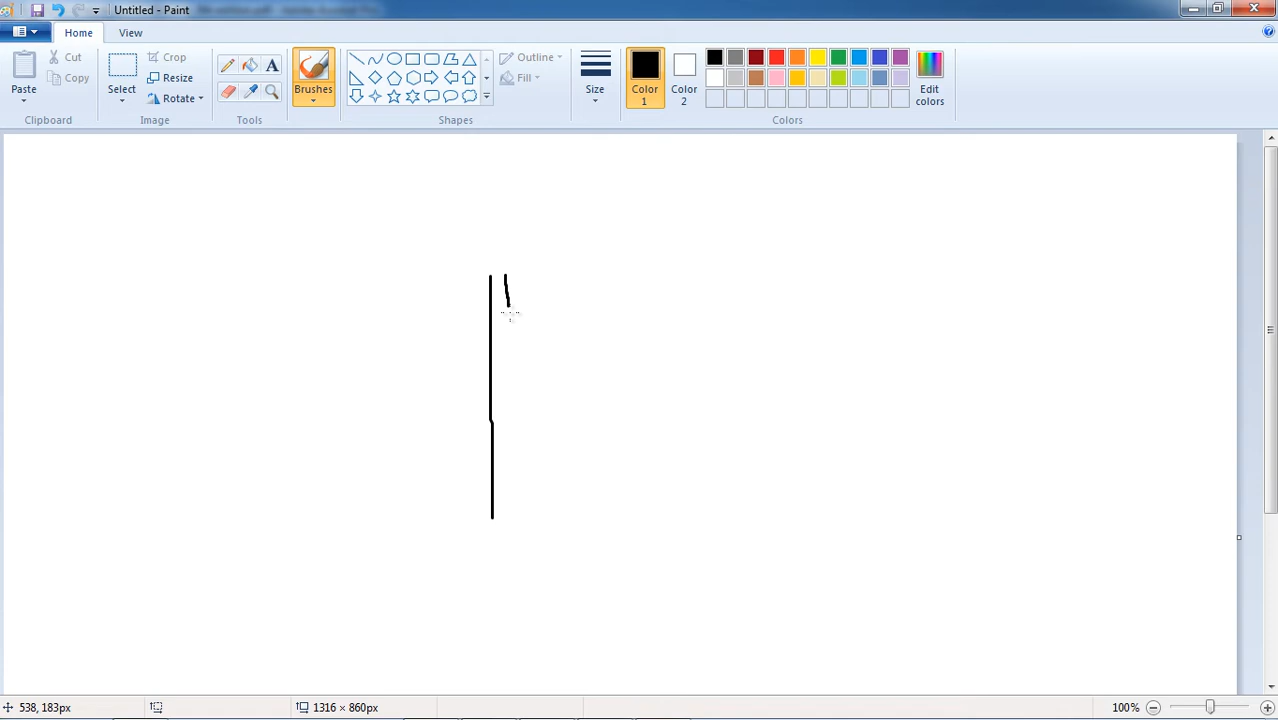 Untitled - Paint
Home View
Cut
Copy
Paste
Clipboard
Select
Crop
Resize
Rotate
Image
A
Tools
Brushes
Outline
Fill
Shapes
Size
Color 1
Color 2
Edit colors
Colors
538, 183px
1316 × 860px
100%